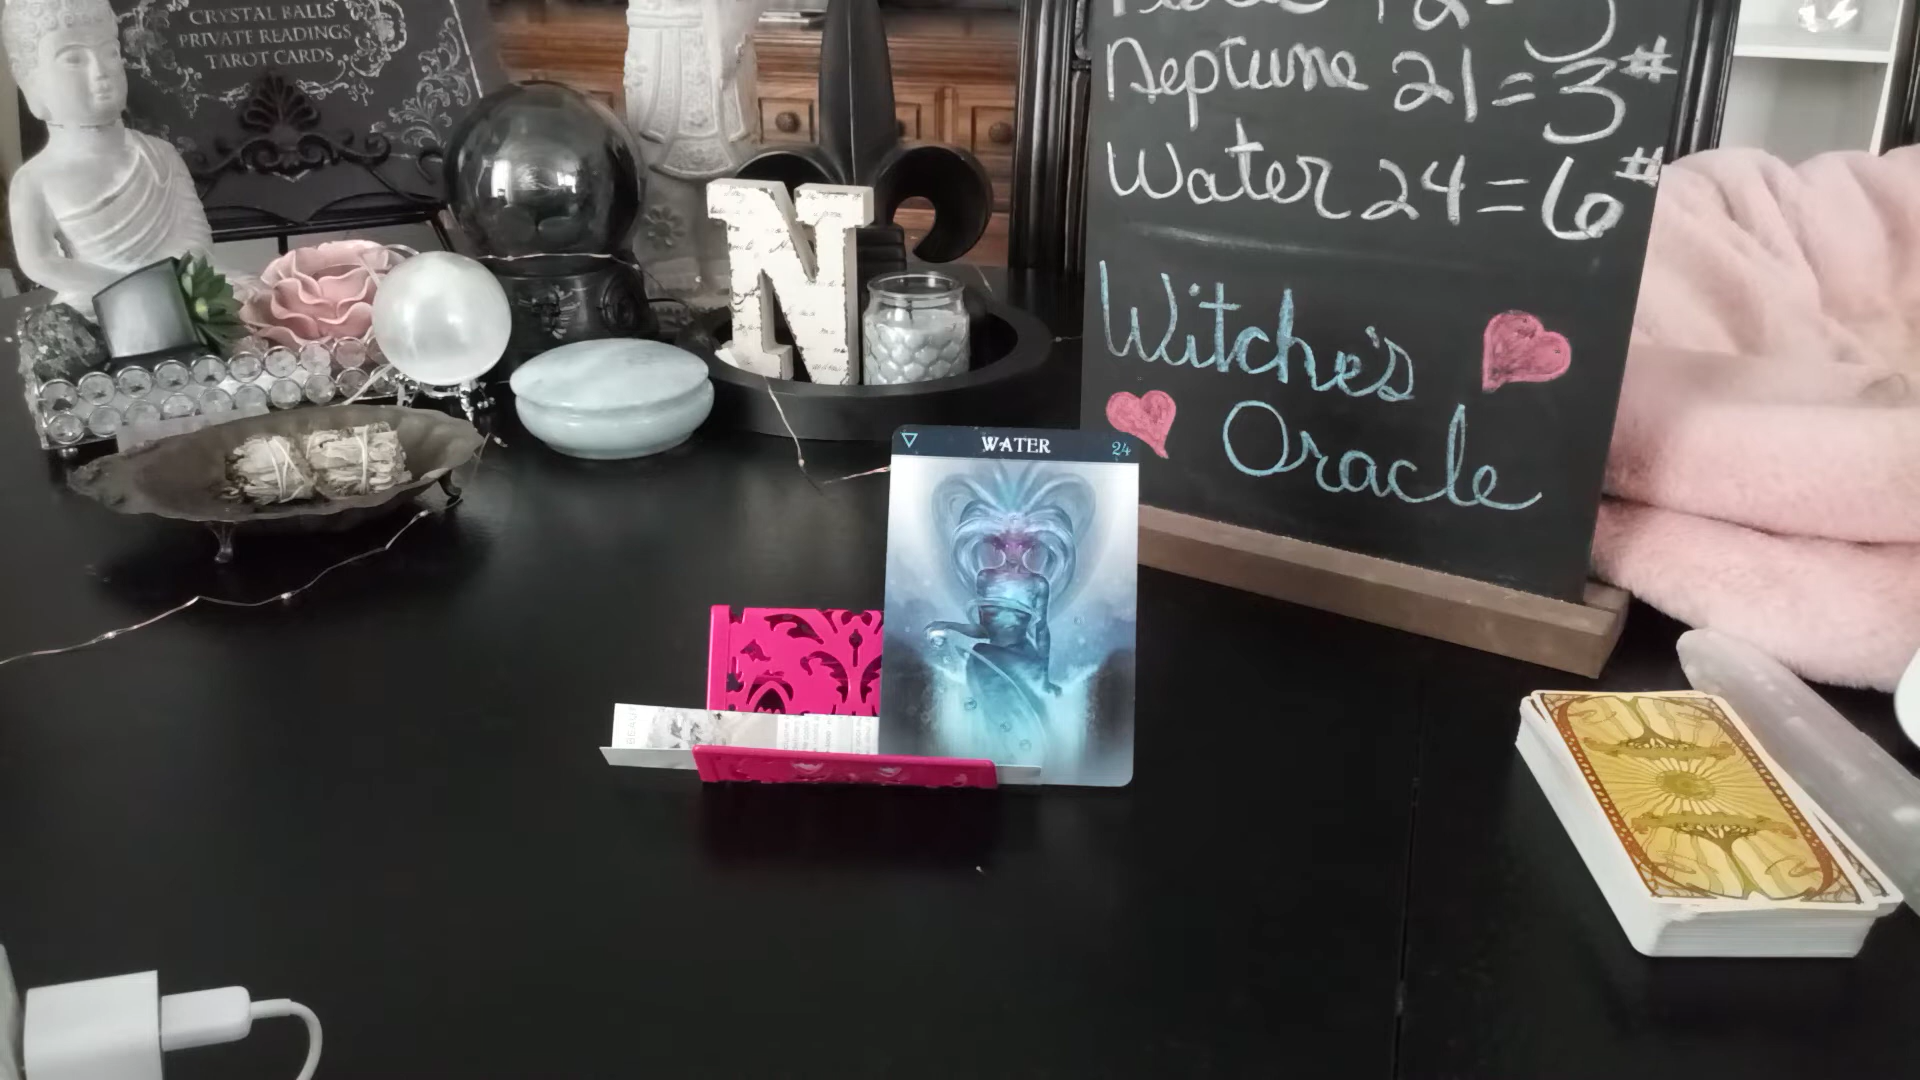 CRYSTAL BALLS
PRIVATE READINGS
TAROT CARDS
N
Neptune 21=3#
Water 24=6#
Witche's
Oracle
WATER
24